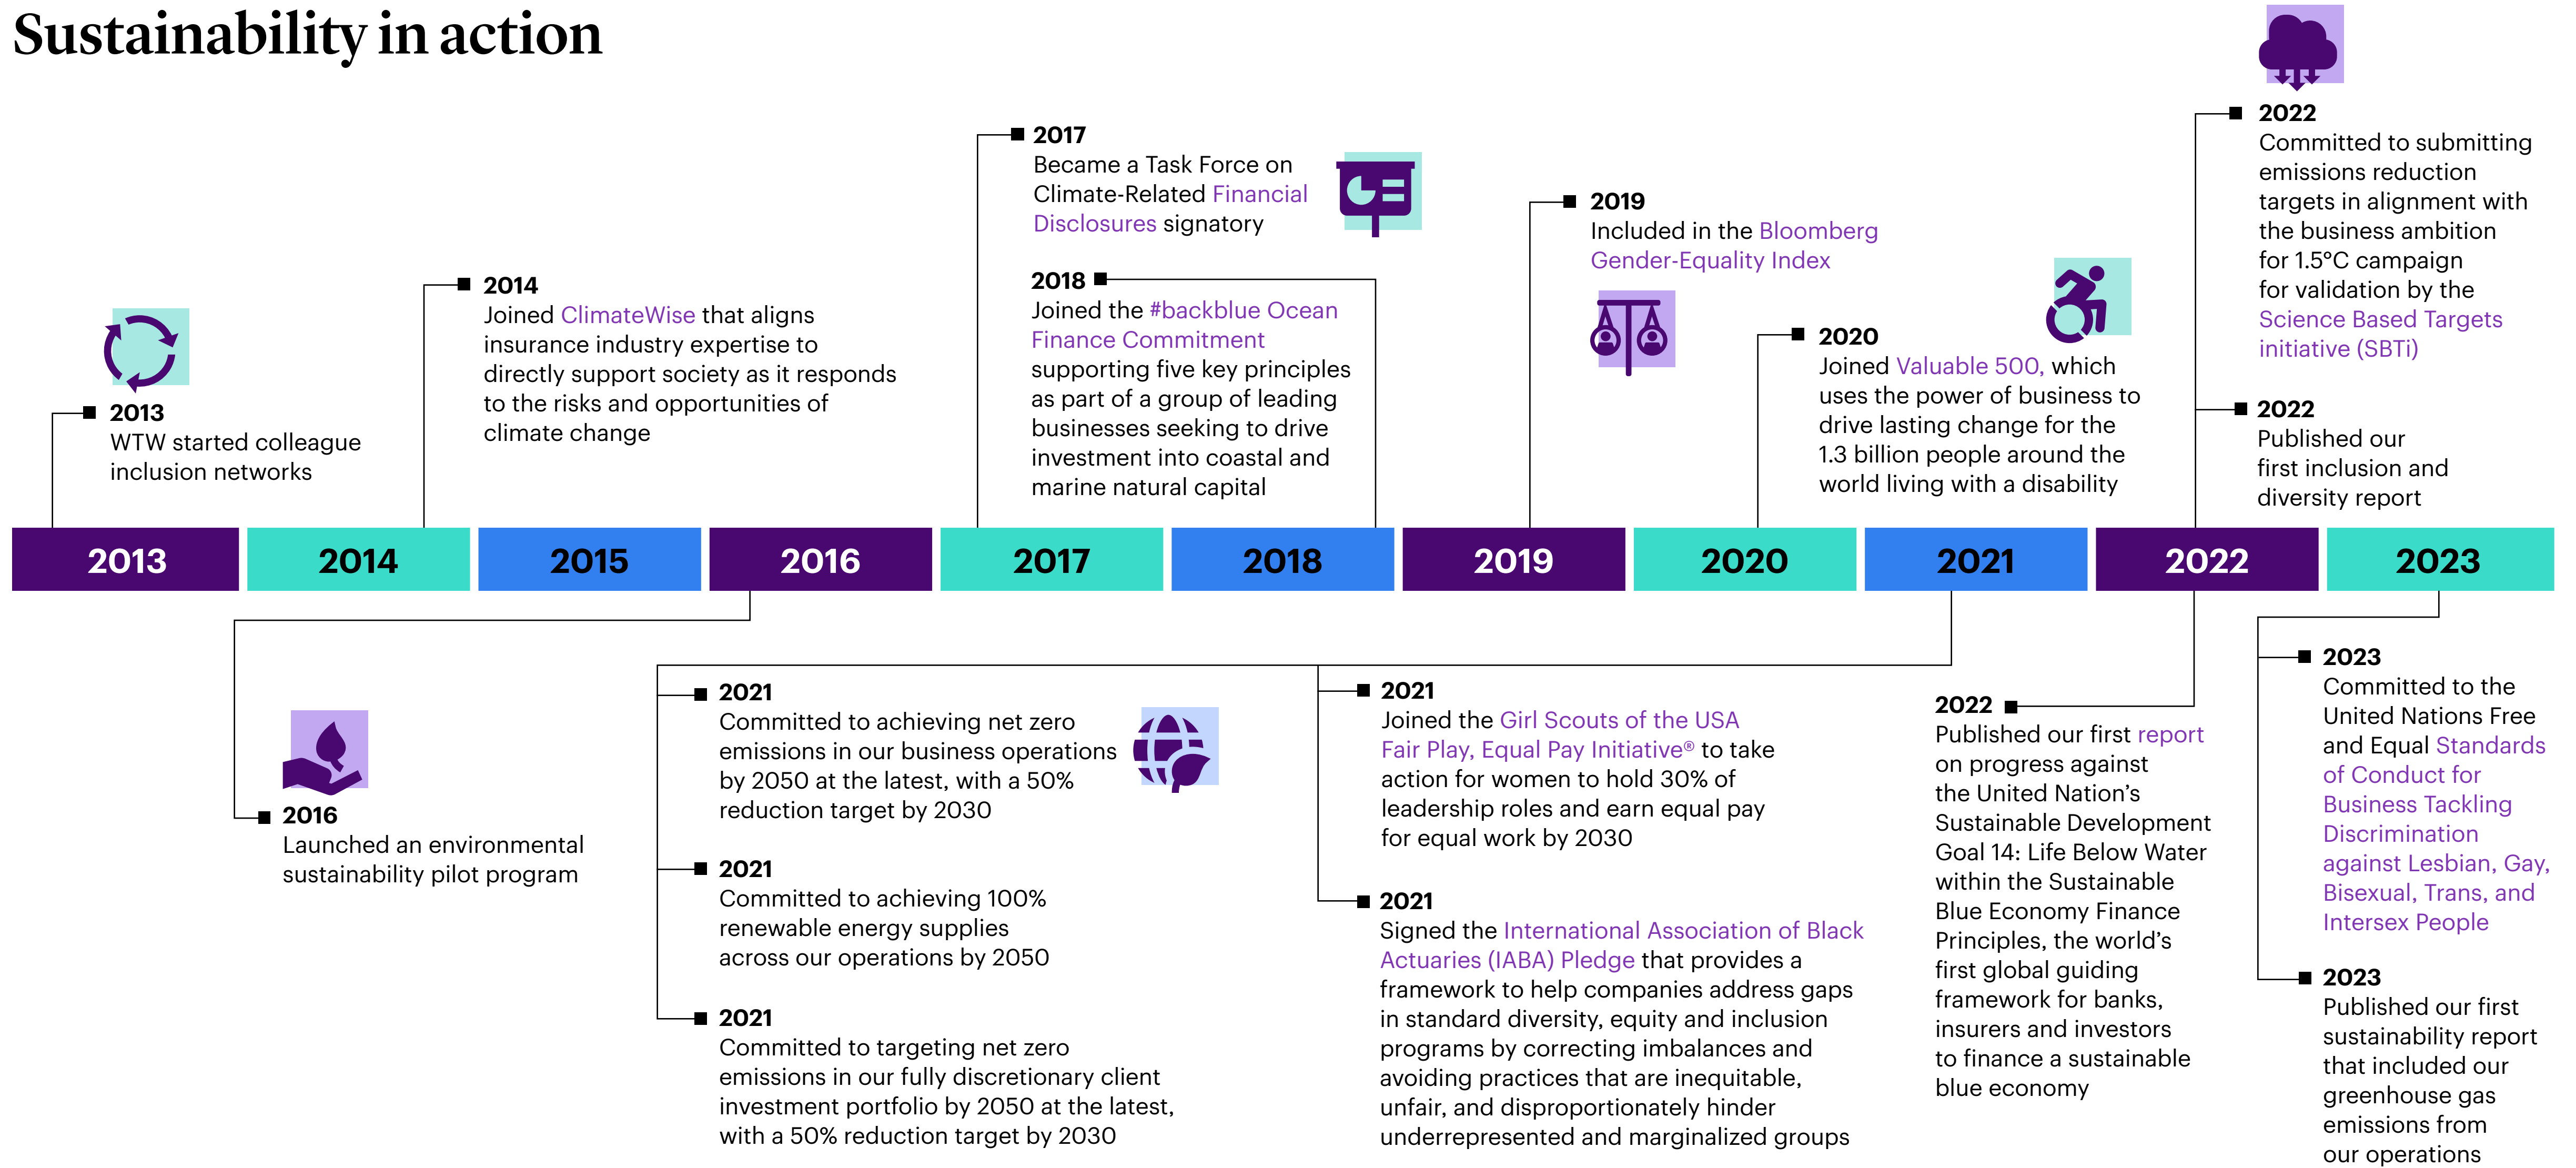 Sustainability in action
2013
WTW started colleague
inclusion networks
2014
Joined ClimateWise that aligns
insurance industry expertise to
directly support society as it responds
to the risks and opportunities of
climate change
2017
Became a Task Force on
Climate-Related Financial
Disclosures signatory
2018
Joined the #backblue Ocean
Finance Commitment
supporting five key principles
as part of a group of leading
businesses seeking to drive
investment into coastal and
marine natural capital
2019
Included in the Bloomberg
Gender-Equality Index
2020
Joined Valuable 500, which
uses the power of business to
drive lasting change for the
1.3 billion people around the
world living with a disability
2022
Committed to submitting
emissions reduction
targets in alignment with
the business ambition
for 1.5°C campaign
for validation by the
Science Based Targets
initiative (SBTi)
2022
Published our
first inclusion and
diversity report
2013
2014
2015
2016
2017
2018
2019
2020
2021
2022
2023
2016
Launched an environmental
sustainability pilot program
2021
Committed to achieving net zero
emissions in our business operations
by 2050 at the latest, with a 50%
reduction target by 2030
2021
Committed to achieving 100%
renewable energy supplies
across our operations by 2050
2021
Committed to targeting net zero
emissions in our fully discretionary client
investment portfolio by 2050 at the latest,
with a 50% reduction target by 2030
2021
Joined the Girl Scouts of the USA
Fair Play, Equal Pay Initiative® to take
action for women to hold 30% of
leadership roles and earn equal pay
for equal work by 2030
2021
Signed the International Association of Black
Actuaries (IABA) Pledge that provides a
framework to help companies address gaps
in standard diversity, equity and inclusion
programs by correcting imbalances and
avoiding practices that are inequitable,
unfair, and disproportionately hinder
underrepresented and marginalized groups
2022
Published our first report
on progress against
the United Nation’s
Sustainable Development
Goal 14: Life Below Water
within the Sustainable
Blue Economy Finance
Principles, the world’s
first global guiding
framework for banks,
insurers and investors
to finance a sustainable
blue economy
2023
Committed to the
United Nations Free
and Equal Standards
of Conduct for
Business Tackling
Discrimination
against Lesbian, Gay,
Bisexual, Trans, and
Intersex People
2023
Published our first
sustainability report
that included our
greenhouse gas
emissions from
our operations